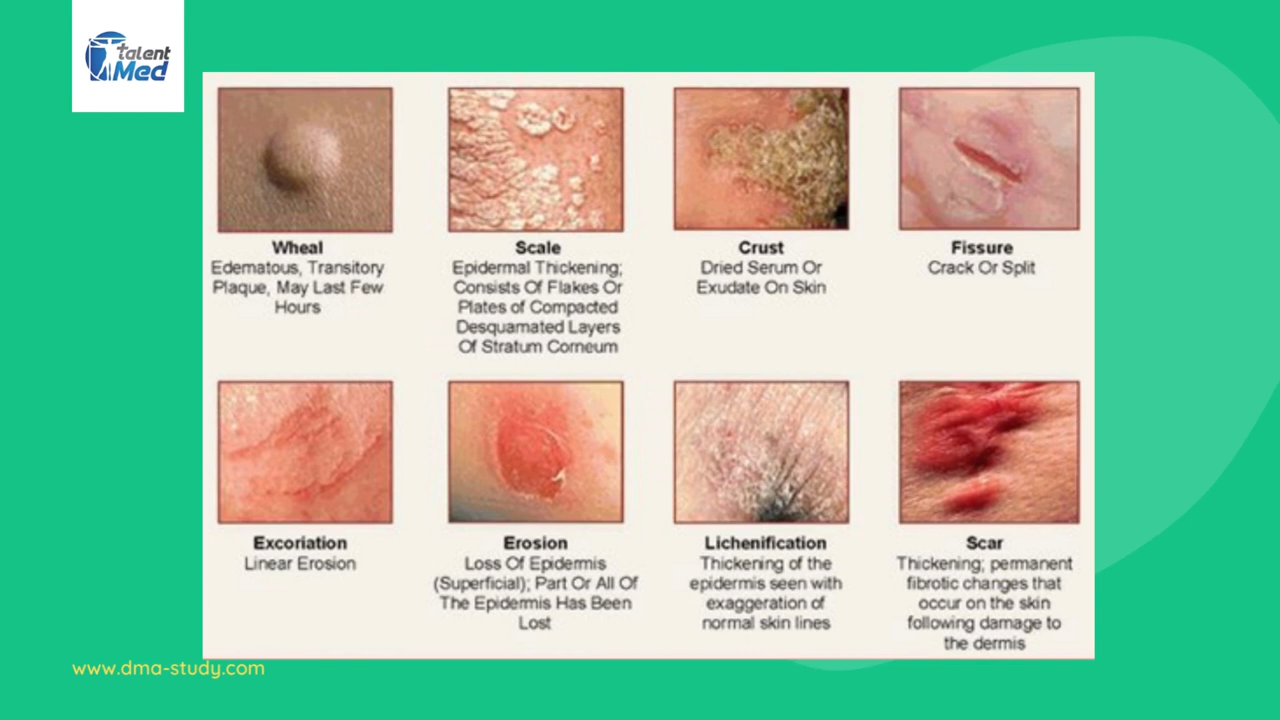 talent
Med
Wheal
Edematous, Transitory
Plaque, May Last Few
Hours
Scale
Epidermal Thickening;
Consists Of Flakes Or
Plates of Compacted
Desquamated Layers
Of Stratum Corneum
Crust
Dried Serum Or
Exudate On Skin
Fissure
Crack Or Split
Excoriation
Linear Erosion
Erosion
Loss Of Epidermis
(Superficial); Part Or All Of
The Epidermis Has Been
Lost
Lichenification
Thickening of the
epidermis seen with
exaggeration of
normal skin lines
Scar
Thickening; permanent
fibrotic changes that
occur on the skin
following damage to
the dermis
www.dma-study.com